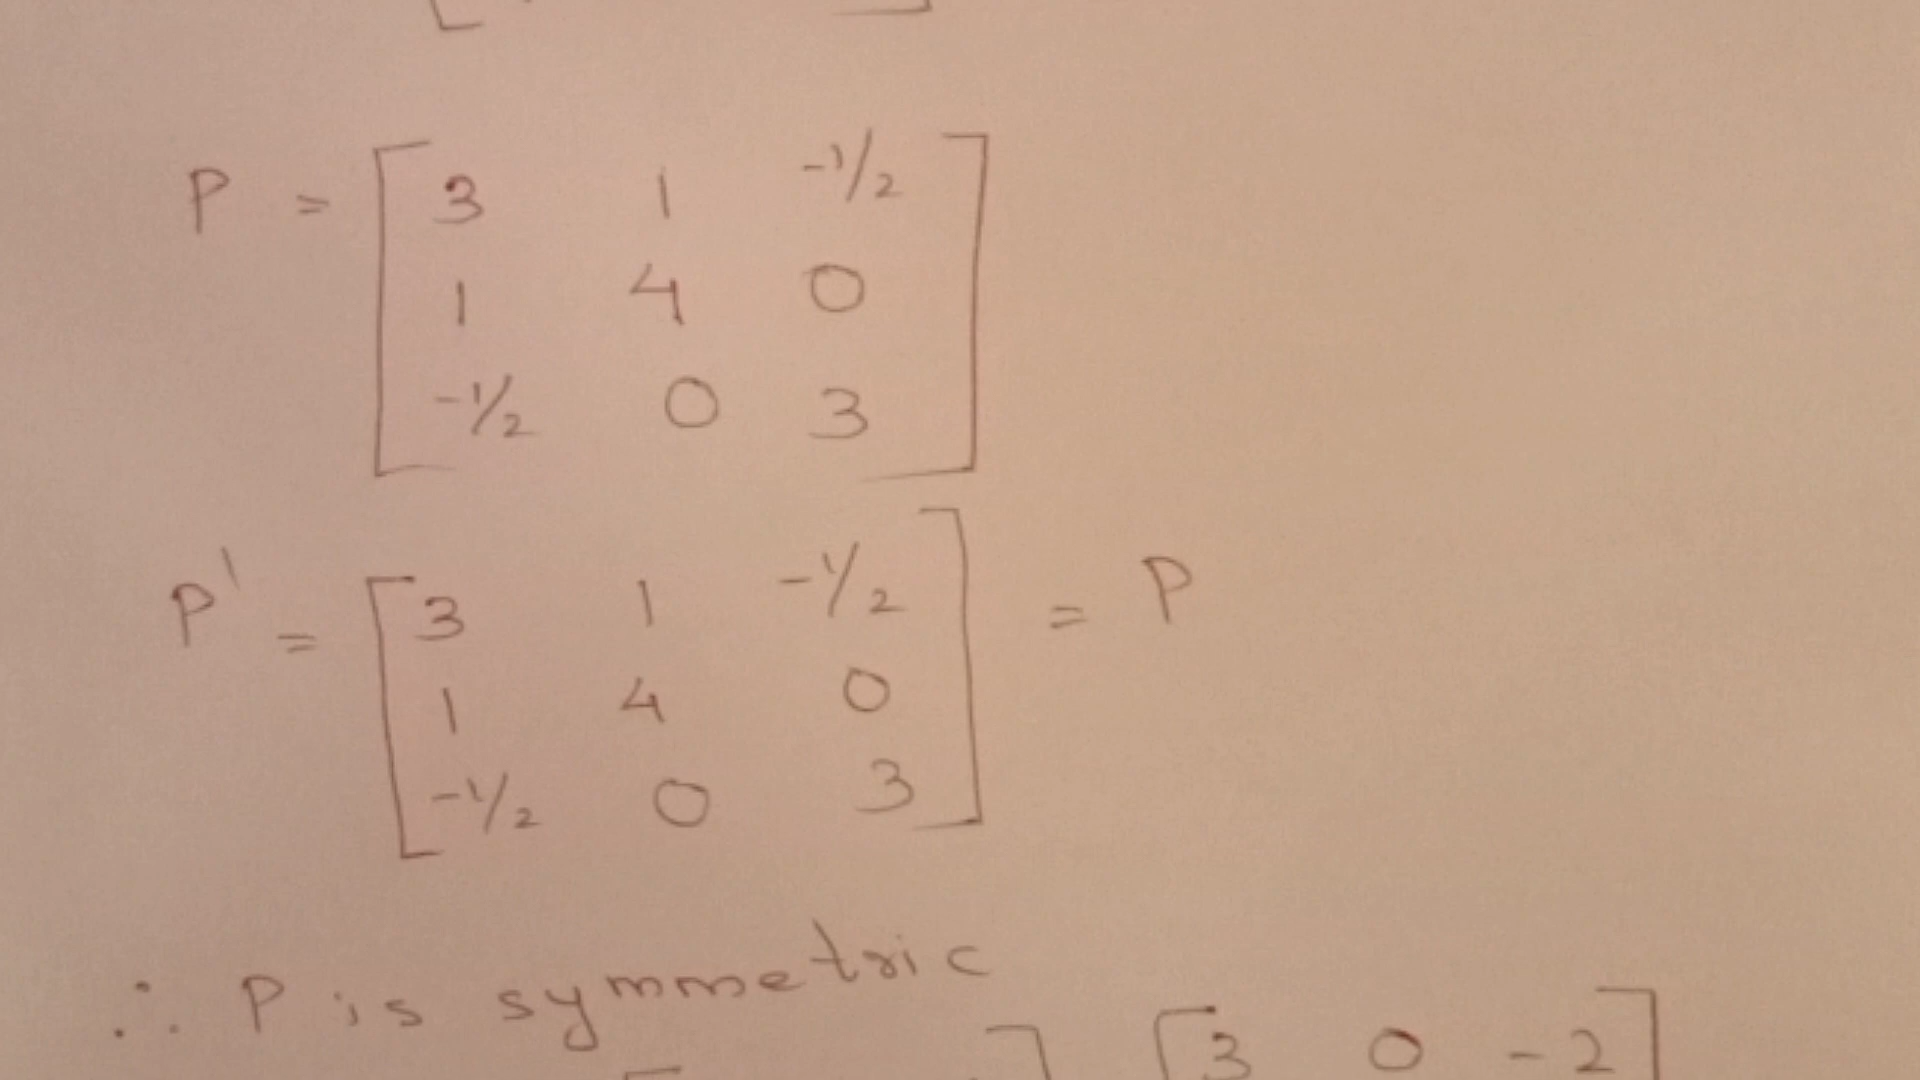 P = [3 1 -1/2
1 4 0
-1/2 0 3]
P' = [3 1 -1/2
1 4 0
-1/2 0 3] = P
∴ P is symmetric
] [3 0 -2]